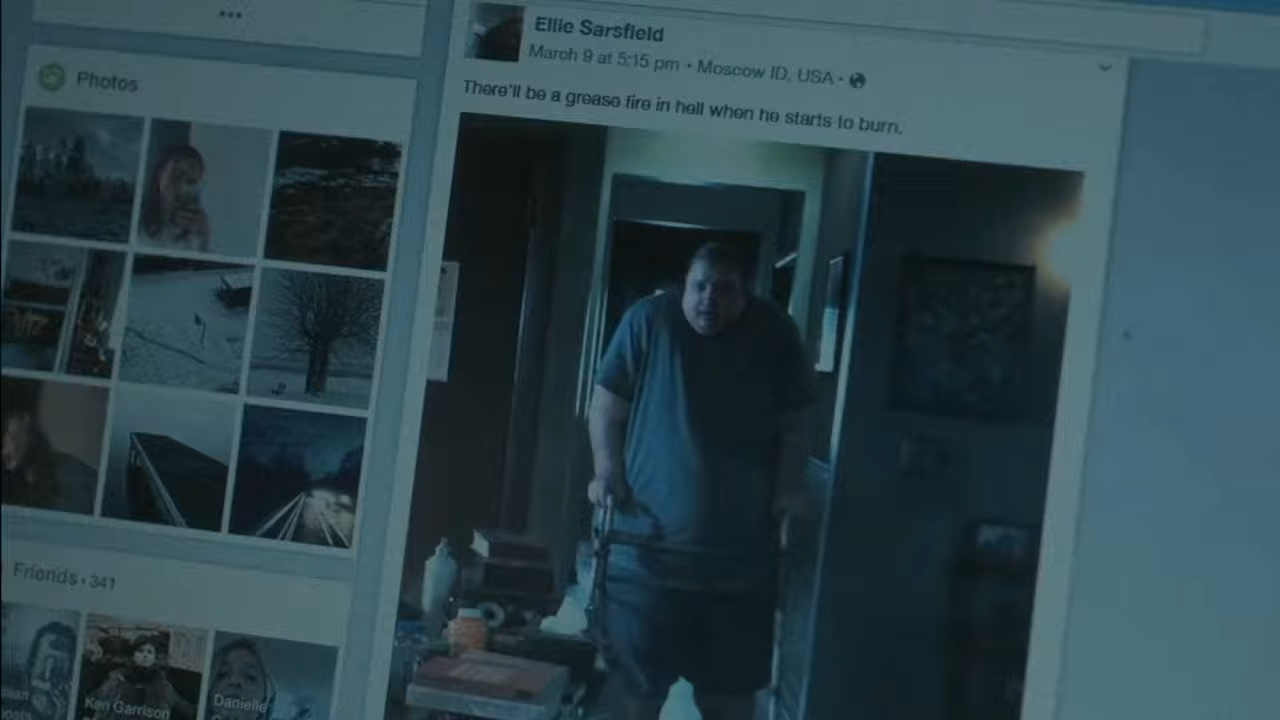 Ellie Sarsfield
March 9 at 5:15 pm • Moscow ID, USA •
There'll be a grease fire in hell when he starts to burn.
Photos
Friends • 341
Ken Garrison
Danielle